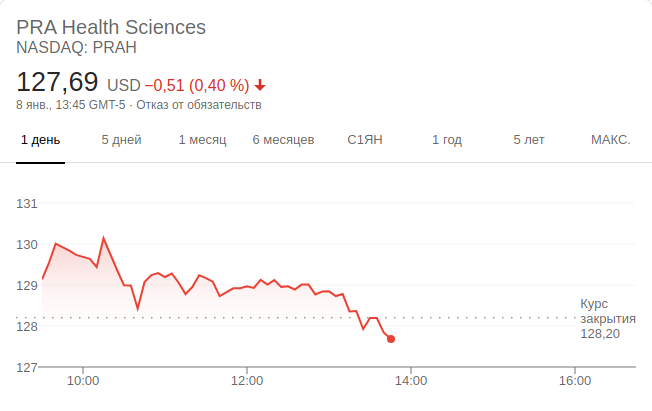 PRA Health Sciences
NASDAQ: PRAH
127,69 USD −0,51 (0,40 %)
8 янв., 13:45 GMT-5 · Отказ от обязательств
1 день 5 дней 1 месяц 6 месяцев С1ЯН 1 год 5 лет МАКС.
131
130
129
128
127
Курс
закрытия
128,20
10:00 12:00 14:00 16:00